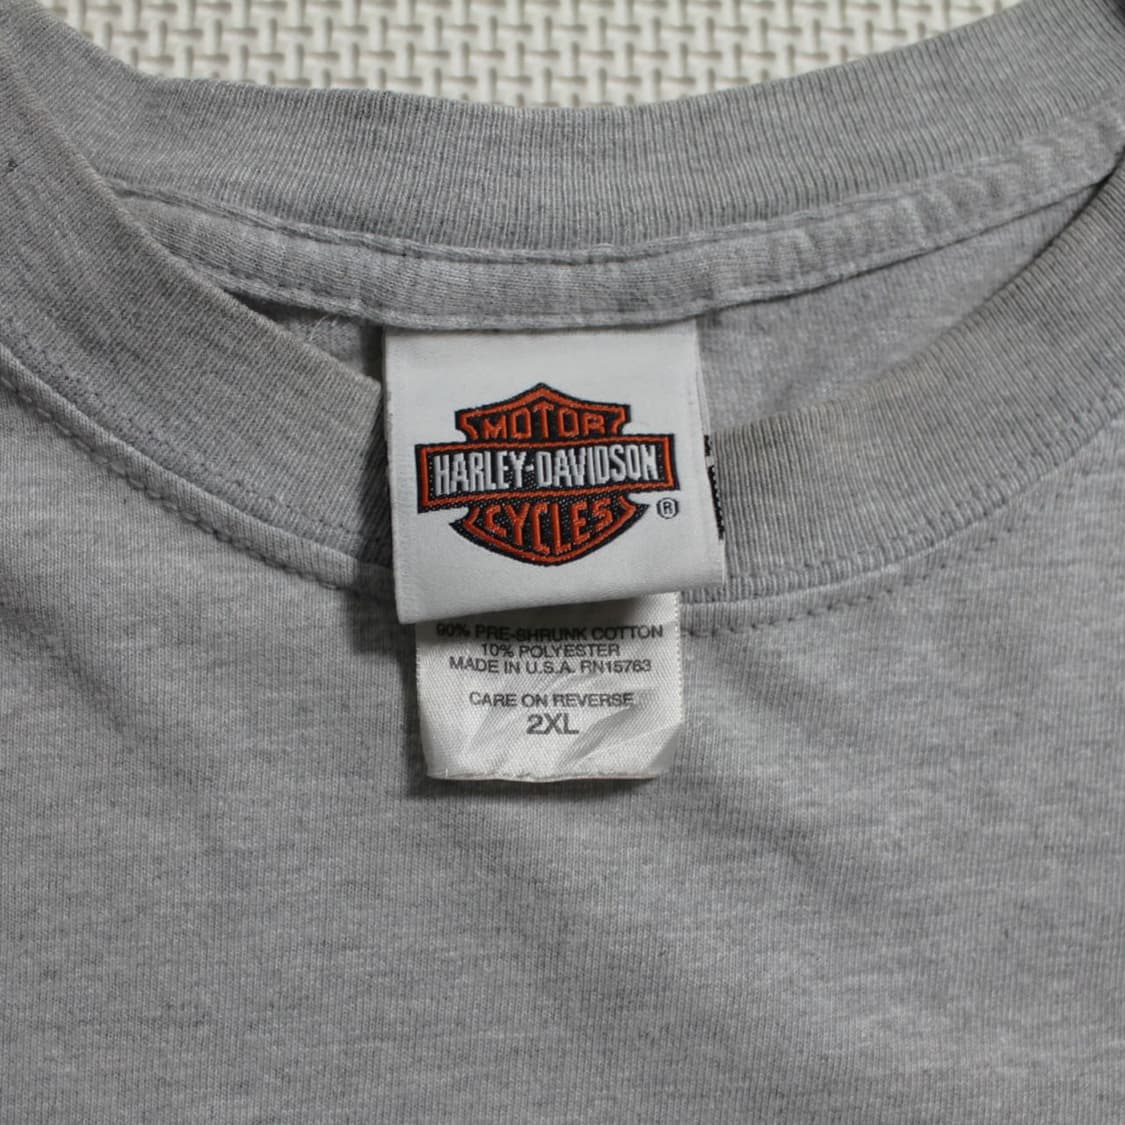 MOTOR
HARLEY-DAVIDSON
CYCLES
®
90% PRE-SHRUNK COTTON
10% POLYESTER
MADE IN U.S.A. RN15763
CARE ON REVERSE
2XL